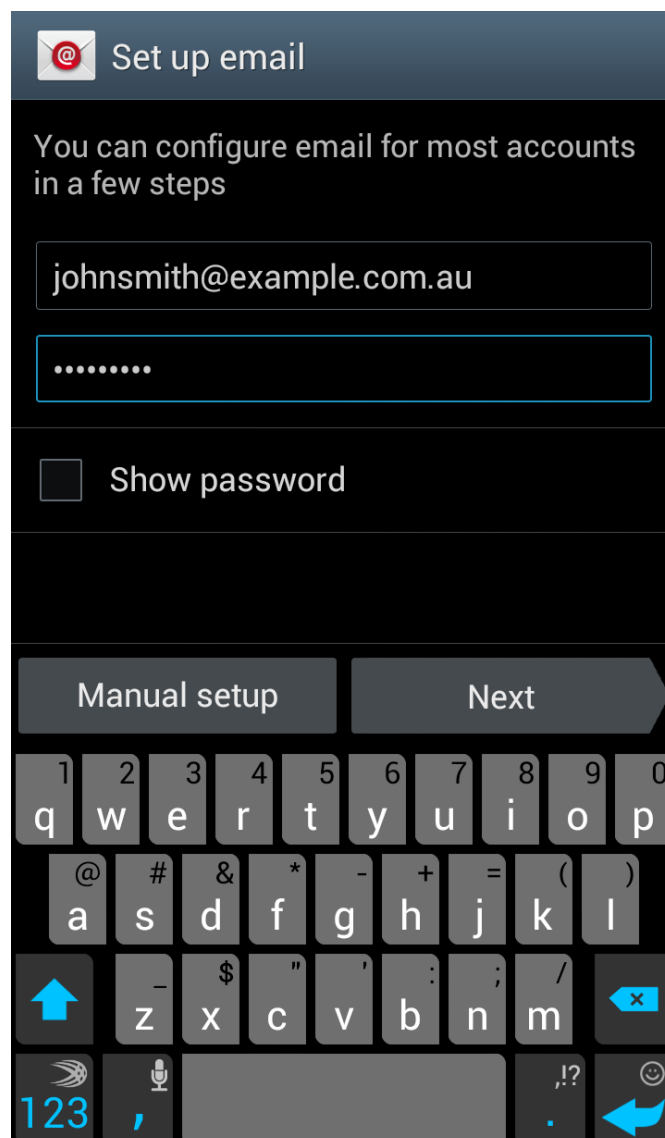 @ Set up email
You can configure email for most accounts
in a few steps
johnsmith@example.com.au
•••••••••
Show password
Manual setup Next
1 2 3 4 5 6 7 8 9 0
q w e r t y u i o p
@ # & * - + = ( )
a s d f g h j k l
_ $ " ' : ; /
z x c v b n m
,!?
123 , .